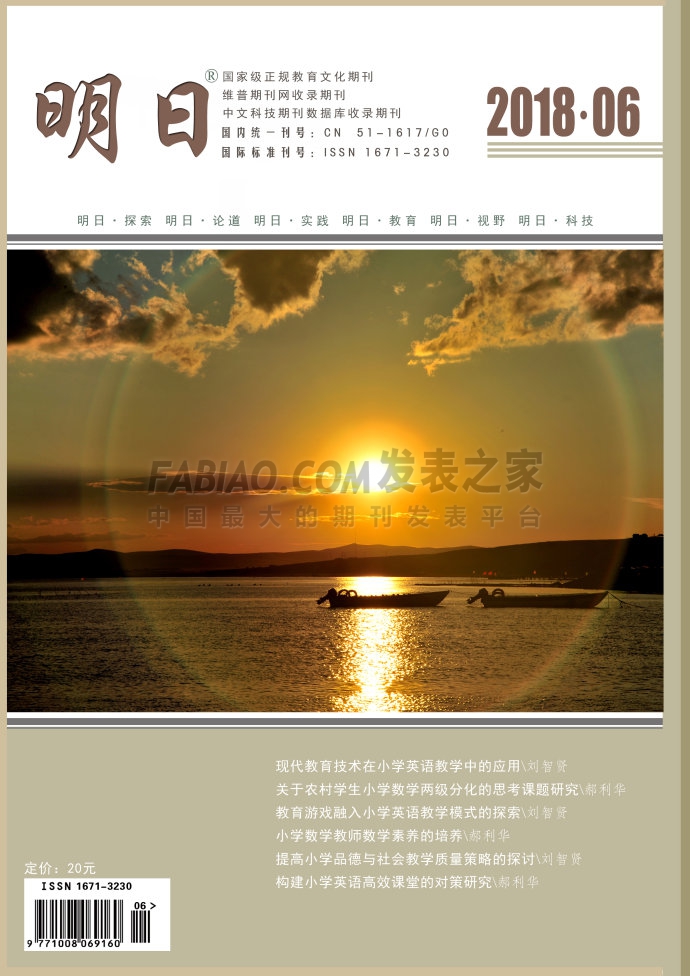 明日®
国家级正规教育文化期刊
维普期刊网收录期刊
中文科技期刊数据库收录期刊
国内统一刊号：CN 51-1617/G0
国际标准刊号：ISSN 1671-3230
2018·06
明日·探索 明日·论道 明日·实践 明日·教育 明日·视野 明日·科技
FABIAO.COM发表之家
中国最大的期刊发表平台
现代教育技术在小学英语教学中的应用\刘智贤
关于农村学生小学数学两级分化的思考课题研究\郝利华
教育游戏融入小学英语教学模式的探索\刘智贤
小学数学教师数学素养的培养\郝利华
提高小学品德与社会教学质量策略的探讨\刘智贤
构建小学英语高效课堂的对策研究\郝利华
定价：20元
ISSN 1671-3230
06>
9 771008 069160